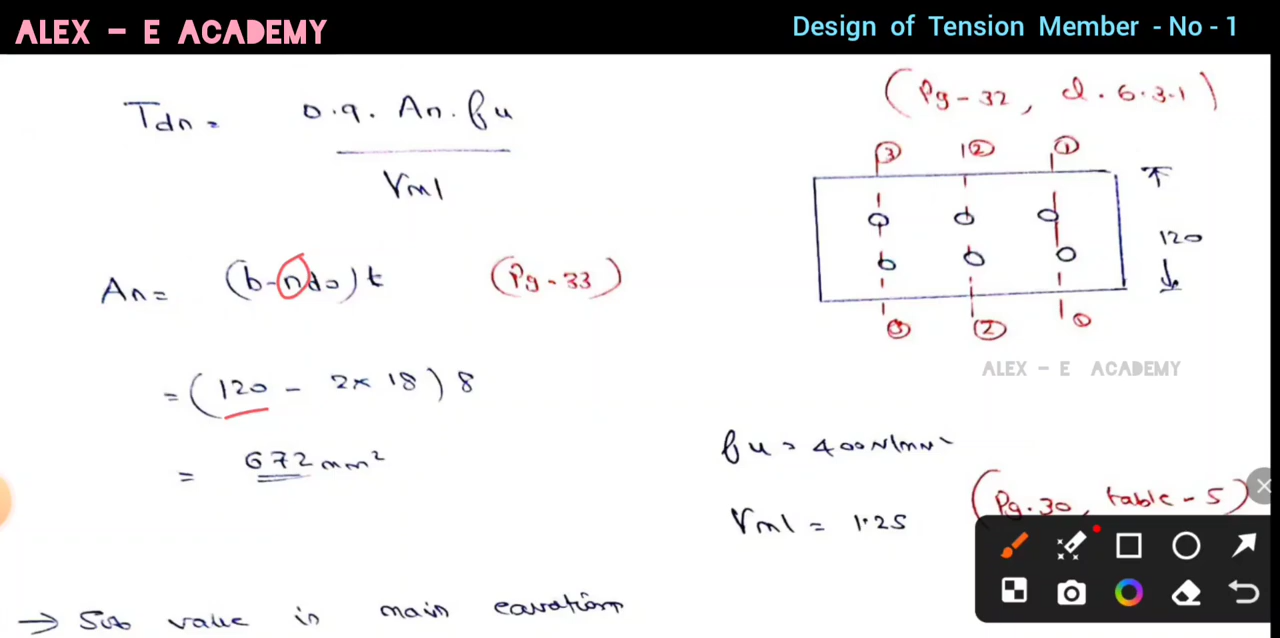 ALEX - E ACADEMY
Design of Tension Member - No - 1
Tdn = 0.9. An. fu / γm1
(Pg - 32, cl. 6.3.1)
3 2 1
120
An = (b - n do) t (Pg - 33)
3 2 1
= (120 - 2 x 18) 8
ALEX - E ACADEMY
= 672 mm²
fu = 400 N/mm²
γm1 = 1.25 (Pg. 30, table - 5)
→ Sub value in main equation